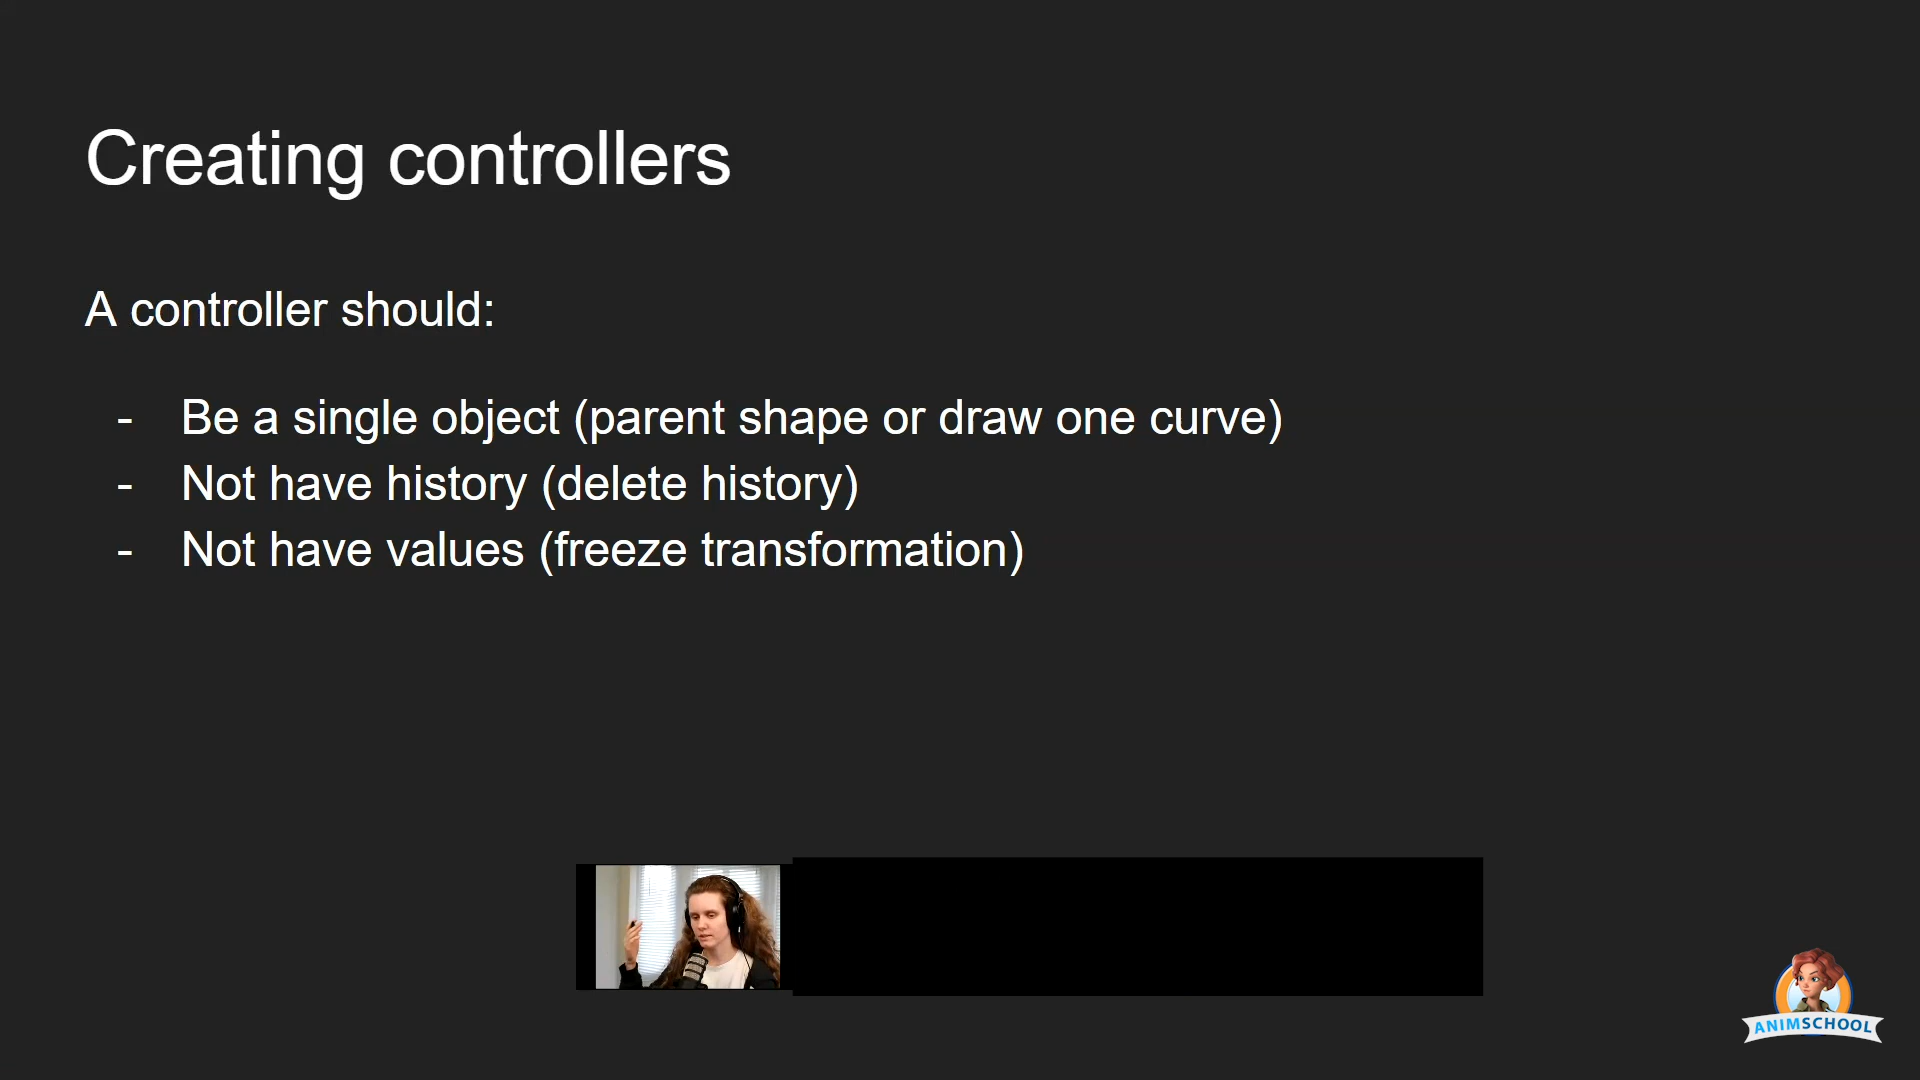 Creating controllers
A controller should:
- Be a single object (parent shape or draw one curve)
- Not have history (delete history)
- Not have values (freeze transformation)
ANIMSCHOOL